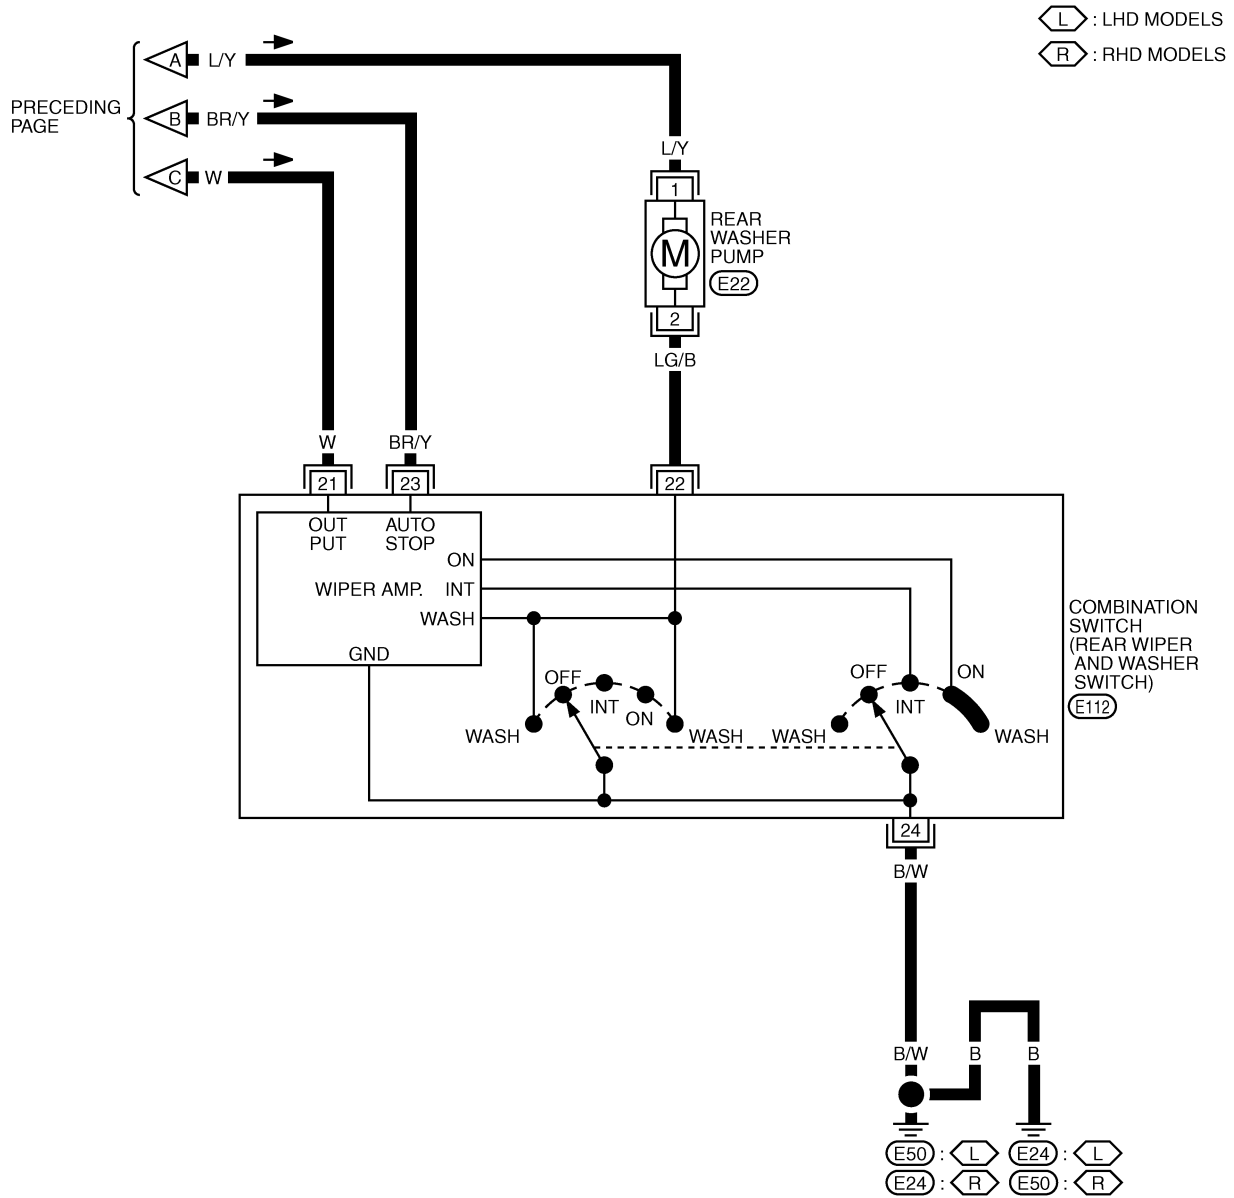 L : LHD MODELS
R : RHD MODELS
PRECEDING
PAGE
A L/Y
B BR/Y
C W
L/Y
1
REAR
WASHER
PUMP
M
E22
2
LG/B
W BR/Y
21 23 22
OUT
PUT
AUTO
STOP
ON
WIPER AMP. INT
WASH
GND
COMBINATION
SWITCH
(REAR WIPER
AND WASHER
SWITCH)
E112
OFF
INT
ON
WASH
WASH
OFF
INT
ON
WASH
WASH
24
B/W
B/W B B
E50 : L E24 : L
E24 : R E50 : R